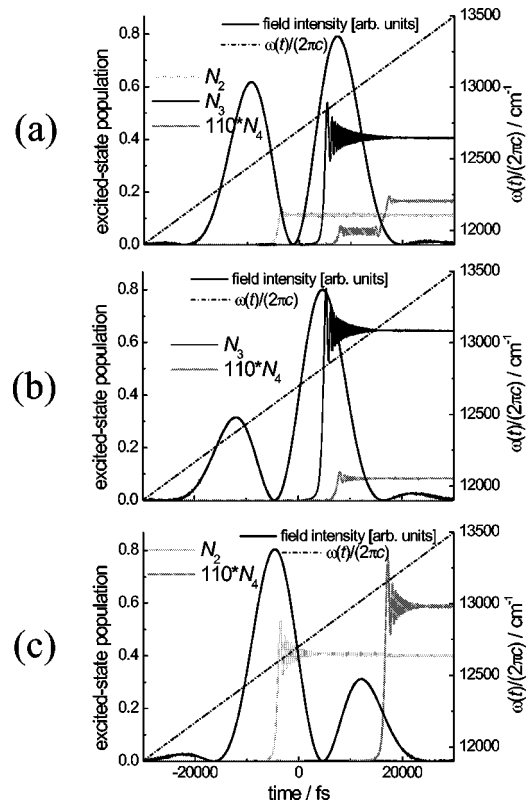 (a)
excited-state population
0.8
0.6
0.4
0.2
0.0
field intensity [arb. units]
ω(t)/(2πc)
N2
N3
110*N4
13500
13000
12500
12000
ω(t)/(2πc) / cm-1
(b)
excited-state population
0.8
0.6
0.4
0.2
0.0
field intensity [arb. units]
ω(t)/(2πc)
N3
110*N4
13500
13000
12500
12000
ω(t)/(2πc) / cm-1
(c)
excited-state population
0.8
0.6
0.4
0.2
0.0
field intensity [arb. units]
ω(t)/(2πc)
N2
110*N4
13500
13000
12500
12000
ω(t)/(2πc) / cm-1
-20000 0 20000
time / fs